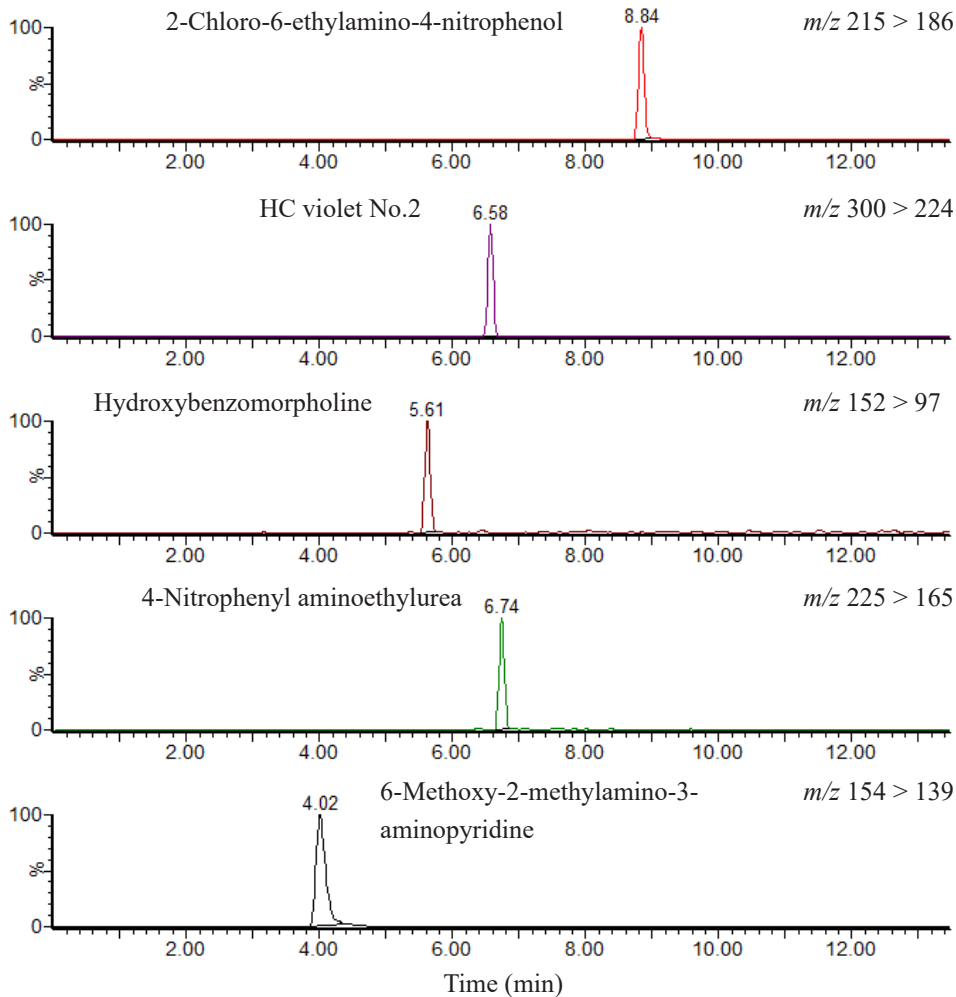 2-Chloro-6-ethylamino-4-nitrophenol 8.84 m/z 215 > 186
100
%
0
2.00 4.00 6.00 8.00 10.00 12.00
HC violet No.2 6.58 m/z 300 > 224
100
%
0
2.00 4.00 6.00 8.00 10.00 12.00
Hydroxybenzomorpholine 5.61 m/z 152 > 97
100
%
0
2.00 4.00 6.00 8.00 10.00 12.00
4-Nitrophenyl aminoethylurea 6.74 m/z 225 > 165
100
%
0
2.00 4.00 6.00 8.00 10.00 12.00
4.02 6-Methoxy-2-methylamino-3- m/z 154 > 139
aminopyridine
100
%
0
2.00 4.00 6.00 8.00 10.00 12.00
Time (min)